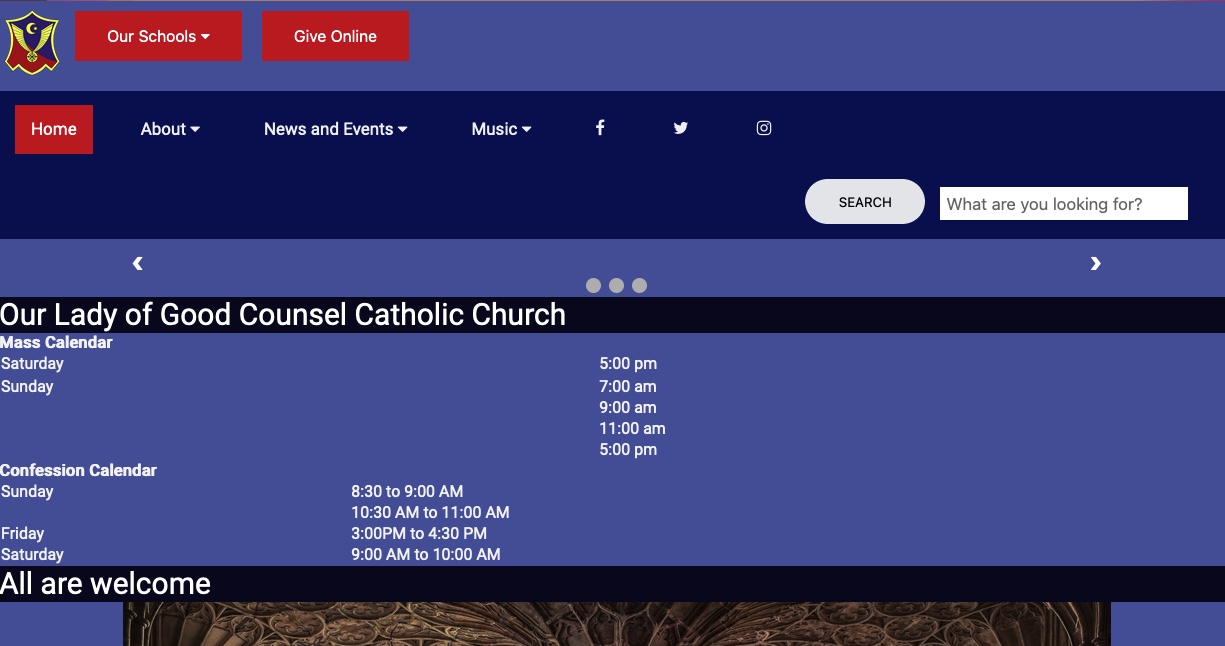 Our Schools
Give Online
Home
About
News and Events
Music
SEARCH
What are you looking for?
Our Lady of Good Counsel Catholic Church
Mass Calendar
Saturday 5:00 pm
Sunday 7:00 am
9:00 am
11:00 am
5:00 pm
Confession Calendar
Sunday 8:30 to 9:00 AM
10:30 AM to 11:00 AM
Friday 3:00PM to 4:30 PM
Saturday 9:00 AM to 10:00 AM
All are welcome